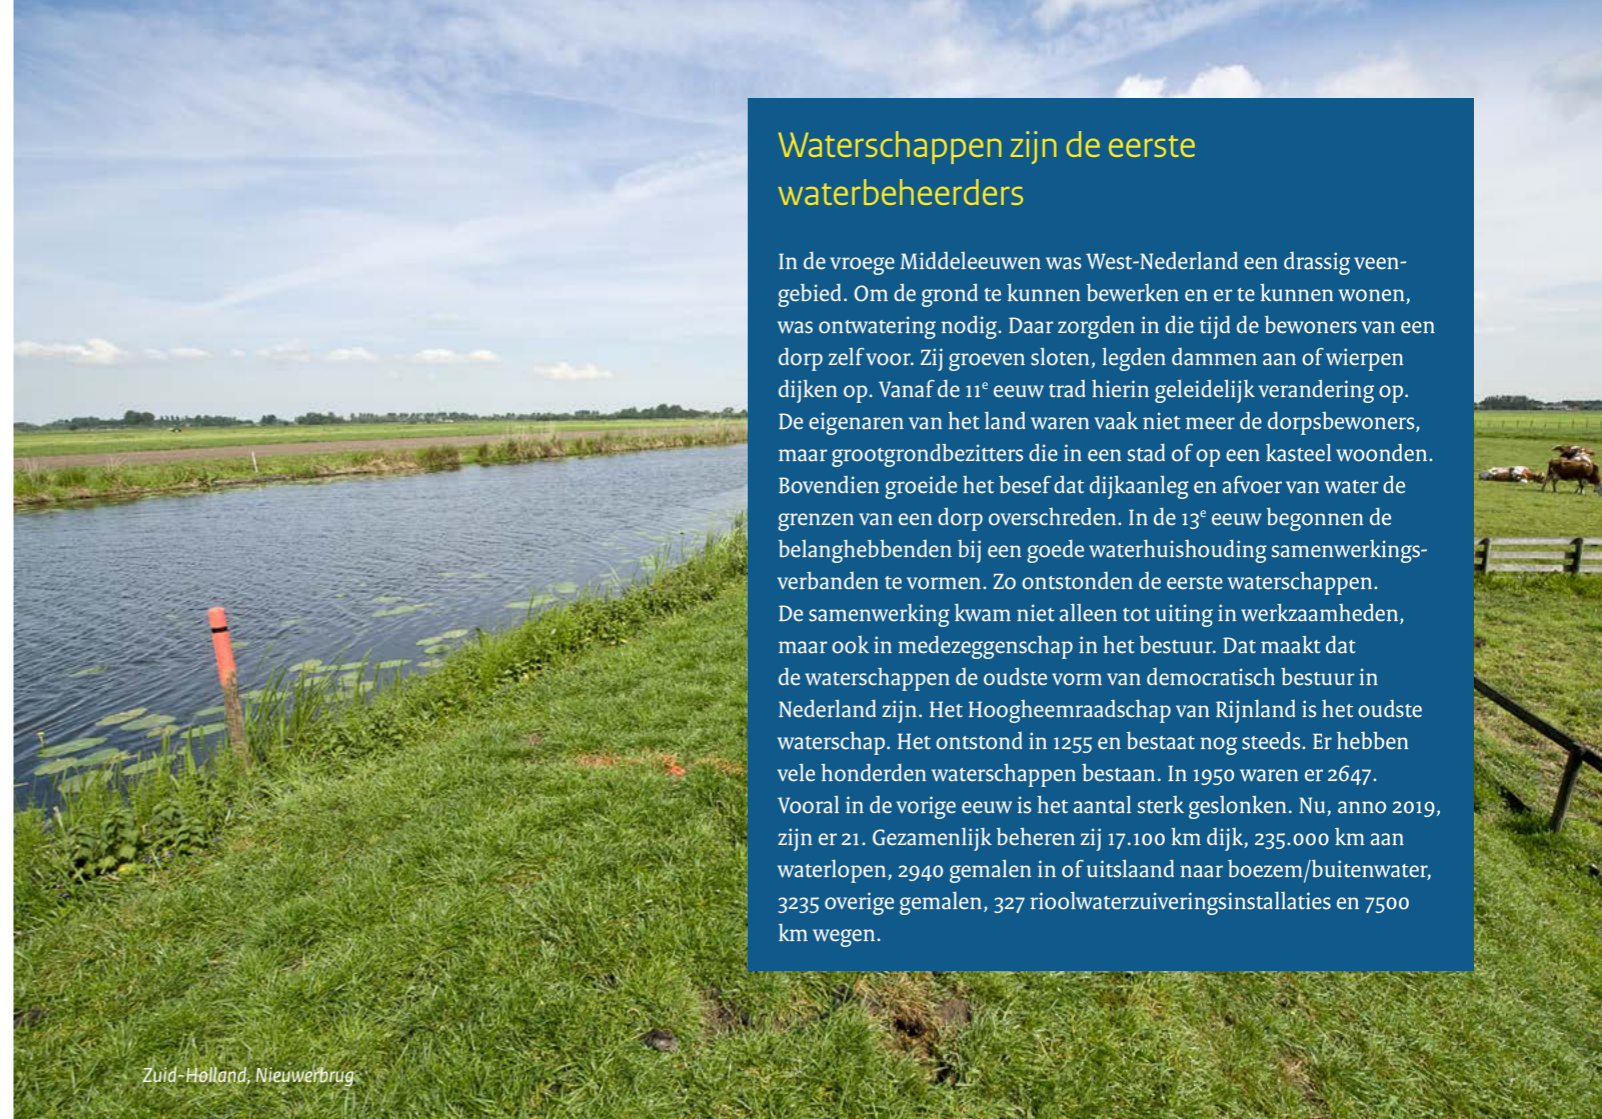 Waterschappen zijn de eerste
waterbeheerders
In de vroege Middeleeuwen was West-Nederland een drassig veen-
gebied. Om de grond te kunnen bewerken en er te kunnen wonen,
was ontwatering nodig. Daar zorgden in die tijd de bewoners van een
dorp zelf voor. Zij groeven sloten, legden dammen aan of wierpen
dijken op. Vanaf de 11e eeuw trad hierin geleidelijk verandering op.
De eigenaren van het land waren vaak niet meer de dorpsbewoners,
maar grootgrondbezitters die in een stad of op een kasteel woonden.
Bovendien groeide het besef dat dijkaanleg en afvoer van water de
grenzen van een dorp overschreden. In de 13e eeuw begonnen de
belanghebbenden bij een goede waterhuishouding samenwerkings-
verbanden te vormen. Zo ontstonden de eerste waterschappen.
De samenwerking kwam niet alleen tot uiting in werkzaamheden,
maar ook in medezeggenschap in het bestuur. Dat maakt dat
de waterschappen de oudste vorm van democratisch bestuur in
Nederland zijn. Het Hoogheemraadschap van Rijnland is het oudste
waterschap. Het ontstond in 1255 en bestaat nog steeds. Er hebben
vele honderden waterschappen bestaan. In 1950 waren er 2647.
Vooral in de vorige eeuw is het aantal sterk geslonken. Nu, anno 2019,
zijn er 21. Gezamenlijk beheren zij 17.100 km dijk, 235.000 km aan
waterlopen, 2940 gemalen in of uitslaand naar boezem/buitenwater,
3235 overige gemalen, 327 rioolwaterzuiveringsinstallaties en 7500
km wegen.
Zuid-Holland, Nieuwerbrug